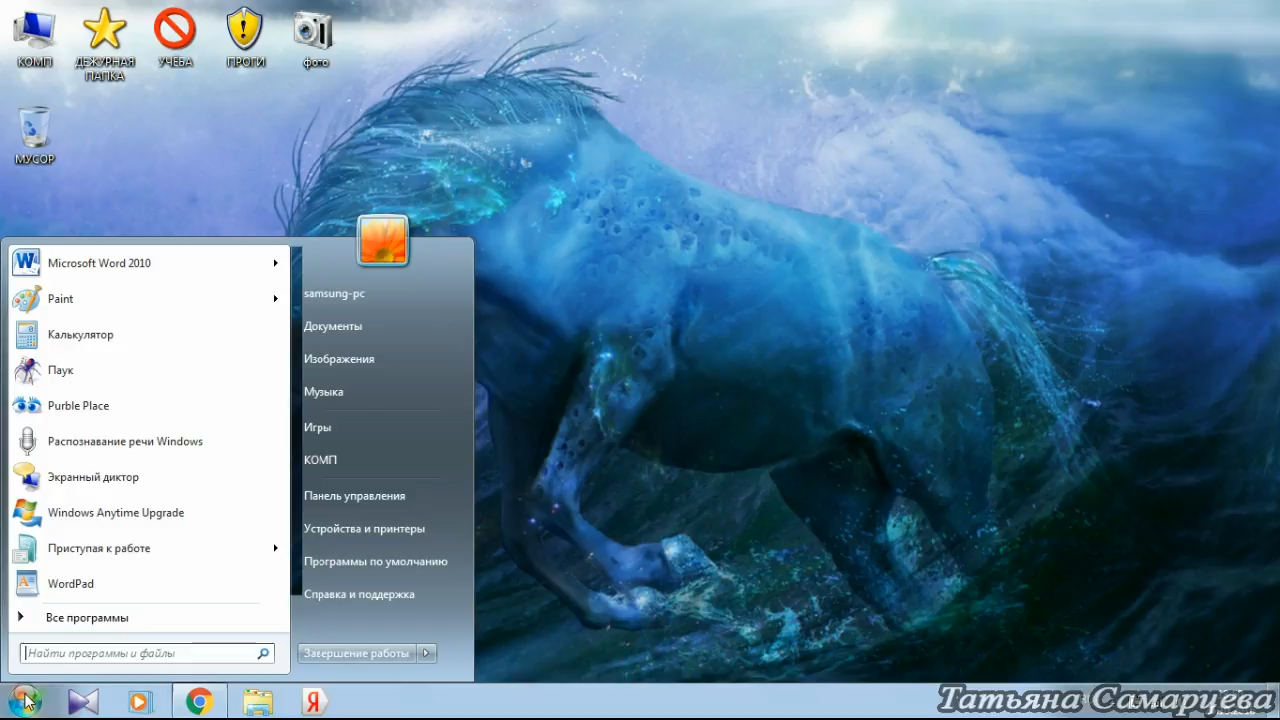 КОМП
ДЕЖУРНАЯ
ПАПКА
УЧЕБА
ПРОГИ
фото
МУСОР
Microsoft Word 2010
Paint
Калькулятор
Паук
Purble Place
Распознавание речи Windows
Экранный диктор
Windows Anytime Upgrade
Приступая к работе
WordPad
Все программы
Найти программы и файлы
samsung-pc
Документы
Изображения
Музыка
Игры
КОМП
Панель управления
Устройства и принтеры
Программы по умолчанию
Справка и поддержка
Завершение работы
Я
Татьяна Самарцева